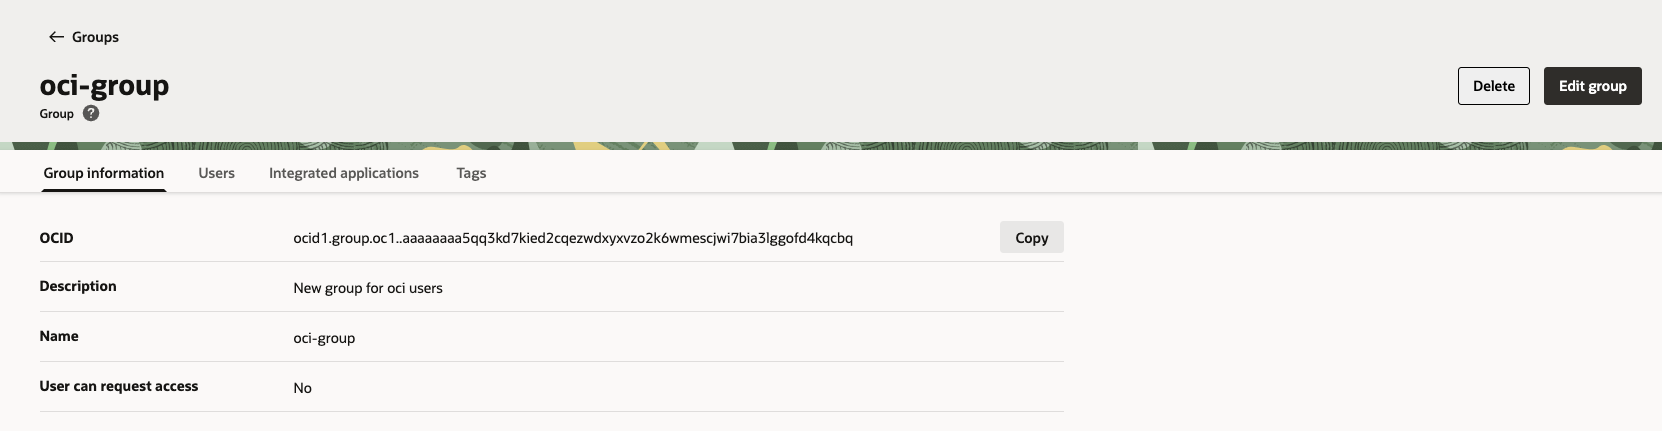 ← Groups
oci-group
Group ?
Delete
Edit group
Group information Users Integrated applications Tags
OCID ocid1.group.oc1..aaaaaaaa5qq3kd7kied2cqezwdxyxvzo2k6wmescjwi7bia3lggofd4kqcbq Copy
Description New group for oci users
Name oci-group
User can request access No